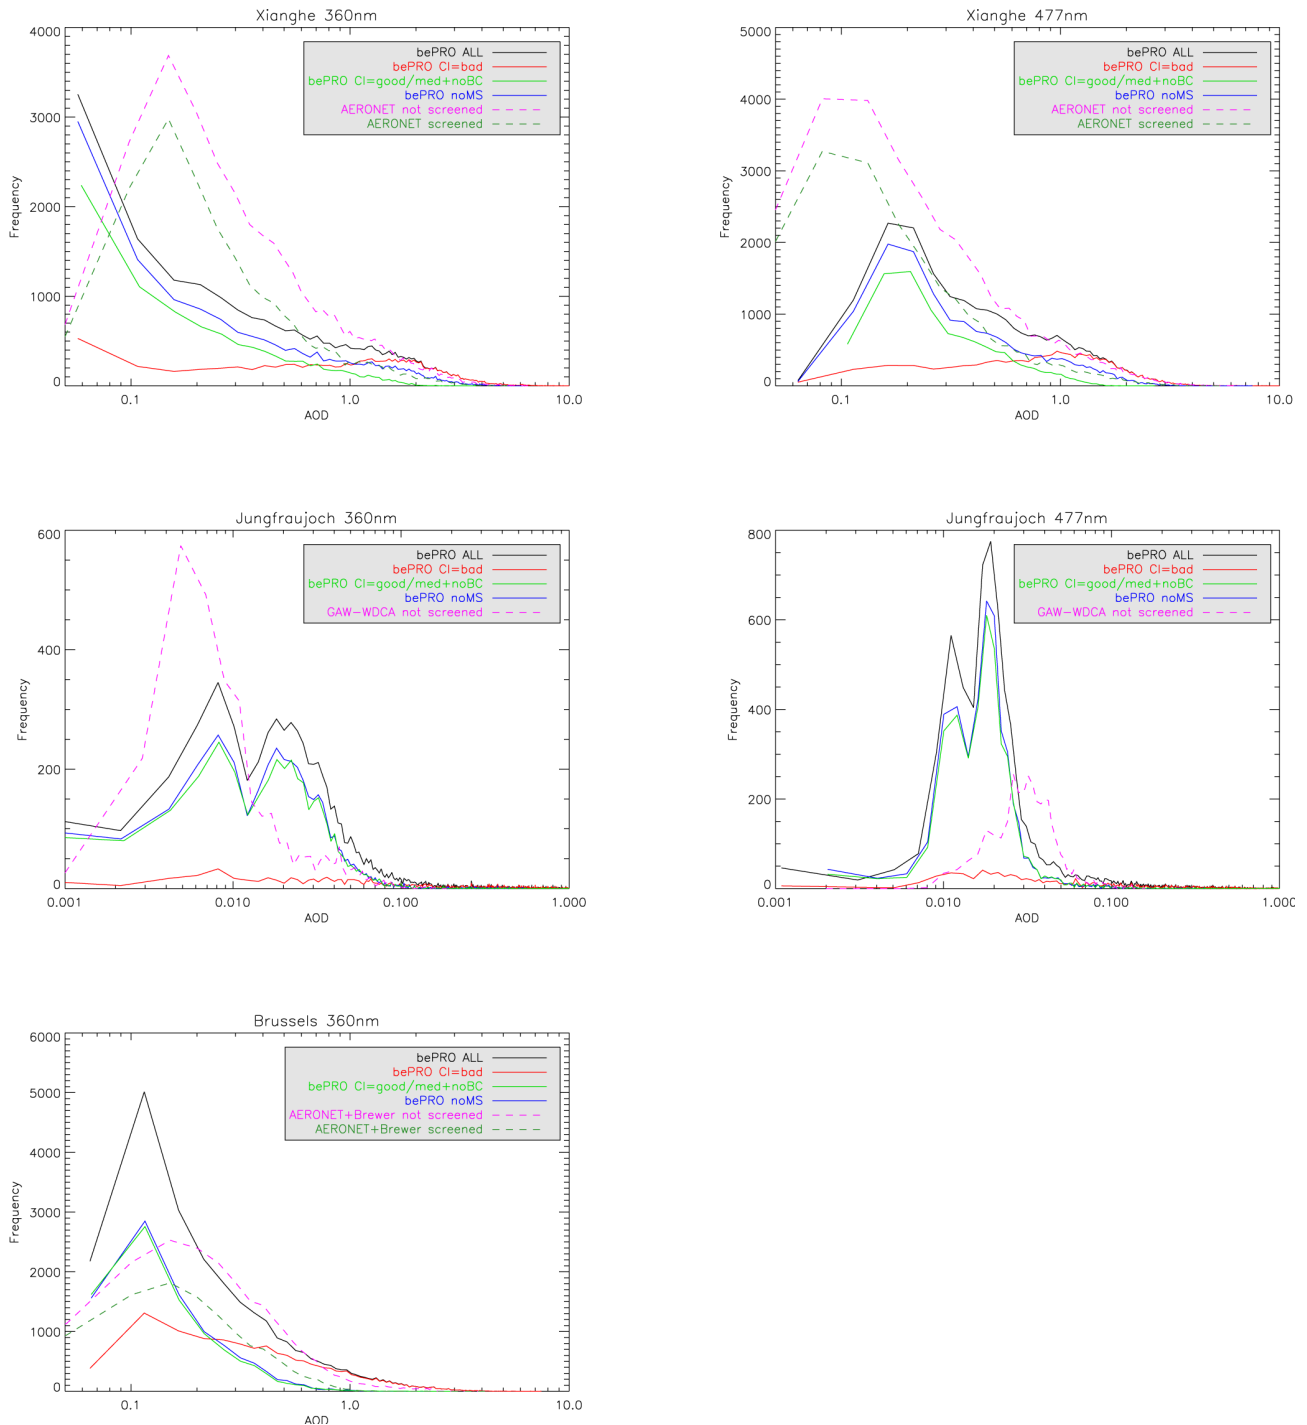 Xianghe 360nm
4000
3000
2000
1000
0
Frequency
0.1
1.0
10.0
AOD
bePRO ALL
bePRO CI=bad
bePRO CI=good/med+noBC
bePRO noMS
AERONET not screened
AERONET screened
Xianghe 477nm
5000
4000
3000
2000
1000
0
Frequency
0.1
1.0
10.0
AOD
bePRO ALL
bePRO CI=bad
bePRO CI=good/med+noBC
bePRO noMS
AERONET not screened
AERONET screened
Jungfraujoch 360nm
600
400
200
0
Frequency
0.001
0.010
0.100
1.000
AOD
bePRO ALL
bePRO CI=bad
bePRO CI=good/med+noBC
bePRO noMS
GAW-WDCA not screened
Jungfraujoch 477nm
800
600
400
200
0
Frequency
0.001
0.010
0.100
1.000
AOD
bePRO ALL
bePRO CI=bad
bePRO CI=good/med+noBC
bePRO noMS
GAW-WDCA not screened
Brussels 360nm
6000
5000
4000
3000
2000
1000
0
Frequency
0.1
1.0
10.0
AOD
bePRO ALL
bePRO CI=bad
bePRO CI=good/med+noBC
bePRO noMS
AERONET+Brewer not screened
AERONET+Brewer screened